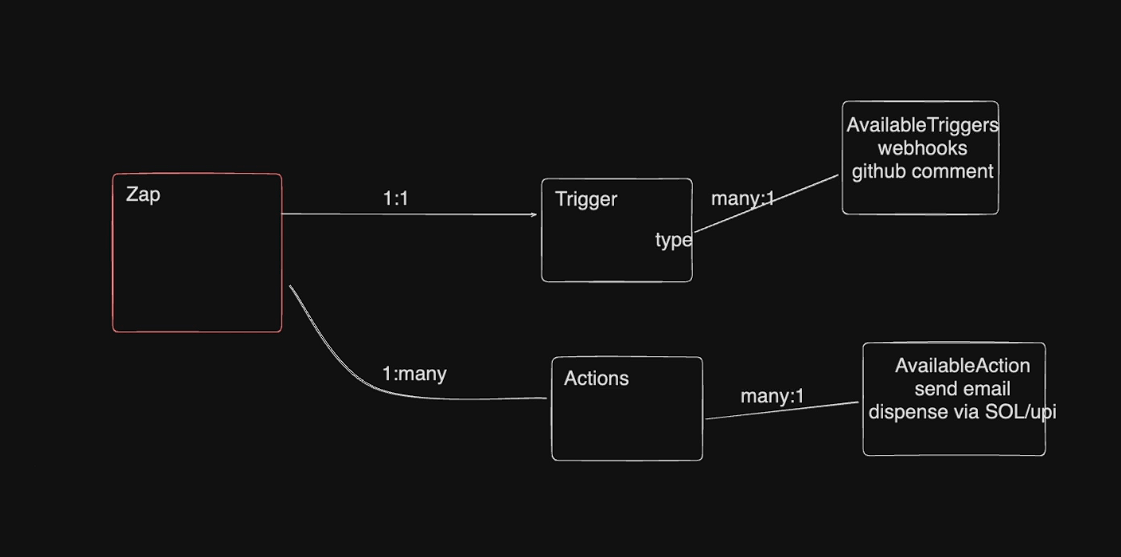 Zap
1:1
Trigger
type
many:1
AvailableTriggers
webhooks
github comment
1:many
Actions
many:1
AvailableAction
send email
dispense via SOL/upi